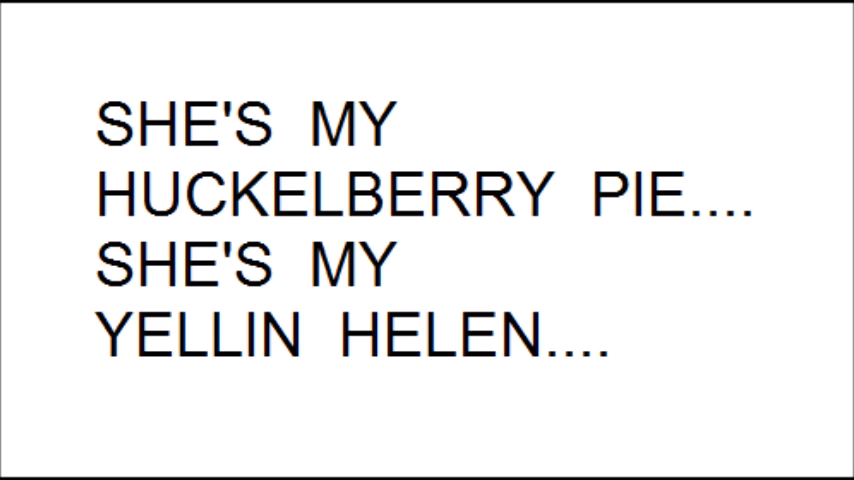 SHE'S MY
HUCKELBERRY PIE....
SHE'S MY
YELLIN HELEN....